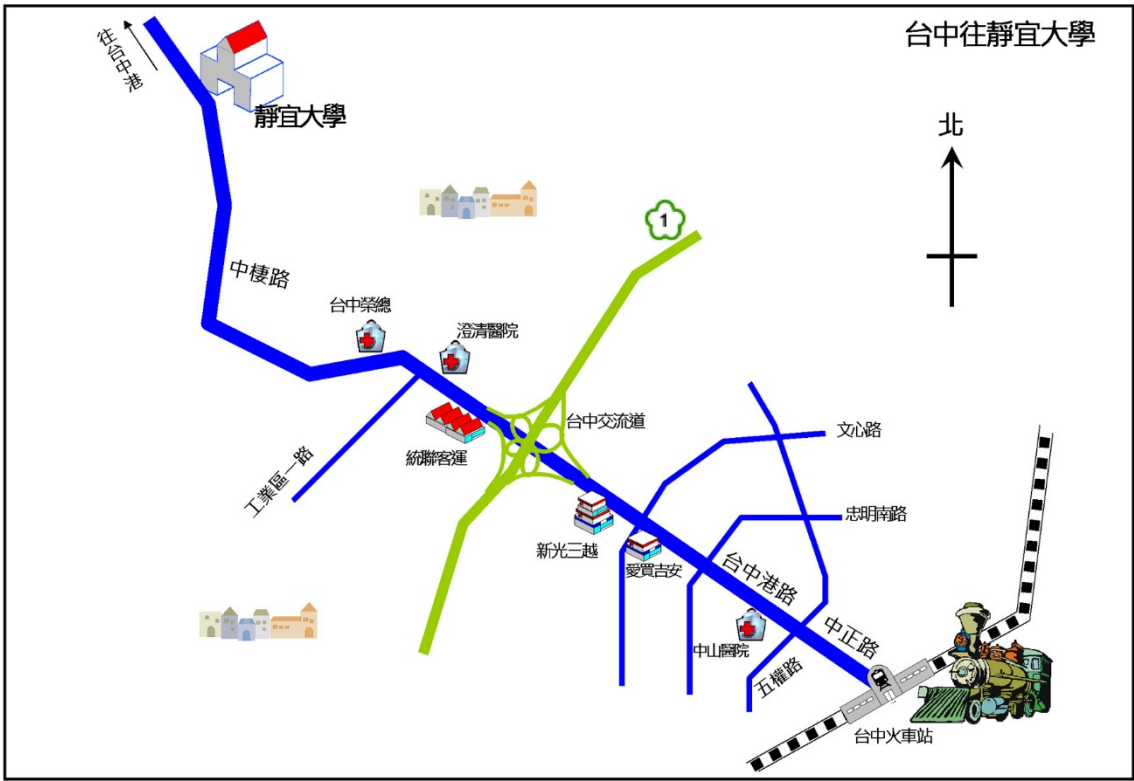 台中往靜宜大學
往台中港
靜宜大學
北
1
中棲路
台中榮總
澄清醫院
台中交流道
文心路
統聯客運
工業區一路
忠明南路
新光三越
愛買吉安
台中港路
中正路
中山醫院
五權路
台中火車站